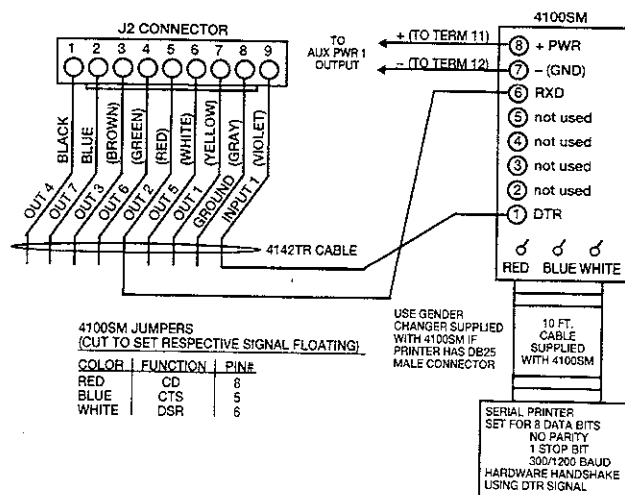 4100SM
J2 CONNECTOR
1 2 3 4 5 6 7 8 9
TO
AUX PWR 1
OUTPUT
+ (TO TERM 11)
– (TO TERM 12)
8 + PWR
7 – (GND)
6 RXD
5 not used
4 not used
3 not used
2 not used
1 DTR
BLACK
BLUE
(BROWN)
(GREEN)
(RED)
(WHITE)
(YELLOW)
(GRAY)
(VIOLET)
OUT 4
OUT 7
OUT 3
OUT 6
OUT 2
OUT 5
OUT 1
GROUND
INPUT 1
4142TR CABLE
RED BLUE WHITE
4100SM JUMPERS
(CUT TO SET RESPECTIVE SIGNAL FLOATING)
COLOR FUNCTION PIN#
RED CD 8
BLUE CTS 5
WHITE DSR 6
USE GENDER
CHANGER SUPPLIED
WITH 4100SM IF
PRINTER HAS DB25
MALE CONNECTOR
10 FT.
CABLE
SUPPLIED
WITH 4100SM
SERIAL PRINTER
SET FOR 8 DATA BITS
NO PARITY
1 STOP BIT
300/1200 BAUD
HARDWARE HANDSHAKE
USING DTR SIGNAL